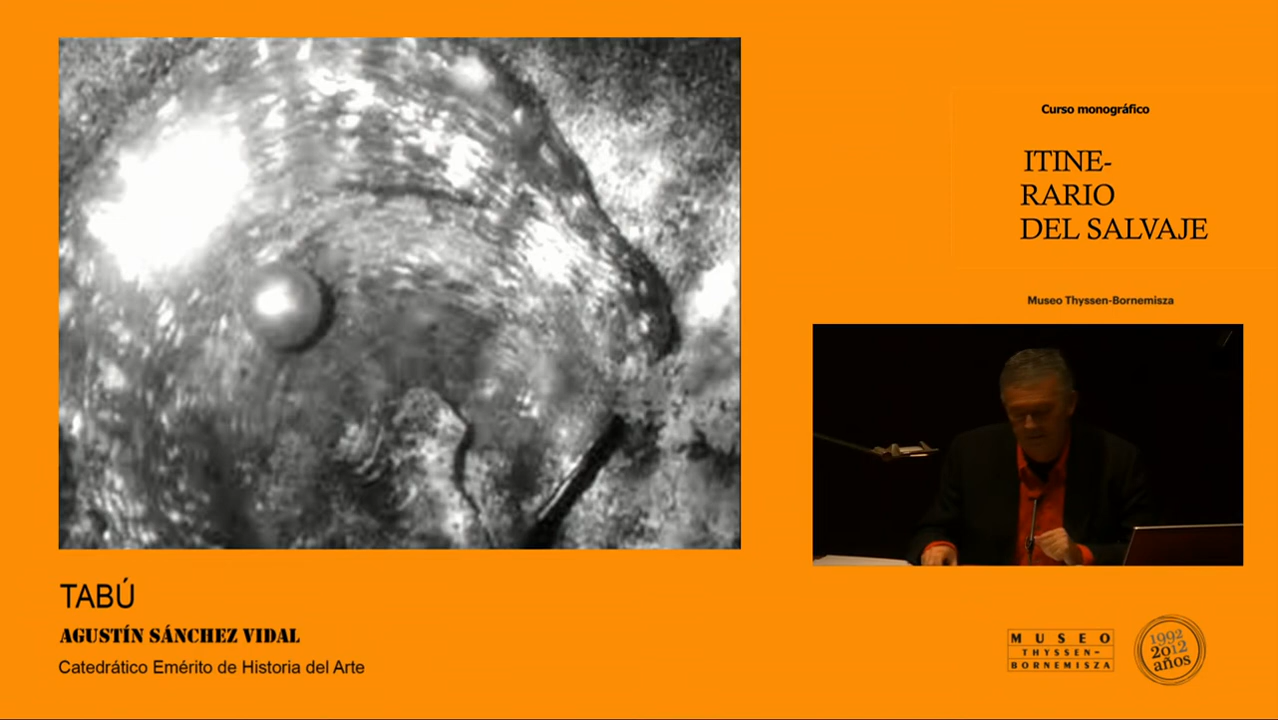 Curso monográfico
ITINE-
RARIO
DEL SALVAJE
Museo Thyssen-Bornemisza
TABÚ
AGUSTÍN SÁNCHEZ VIDAL
Catedrático Emérito de Historia del Arte
MUSEO
THYSSEN-
BORNEMISZA
1992
2012
años